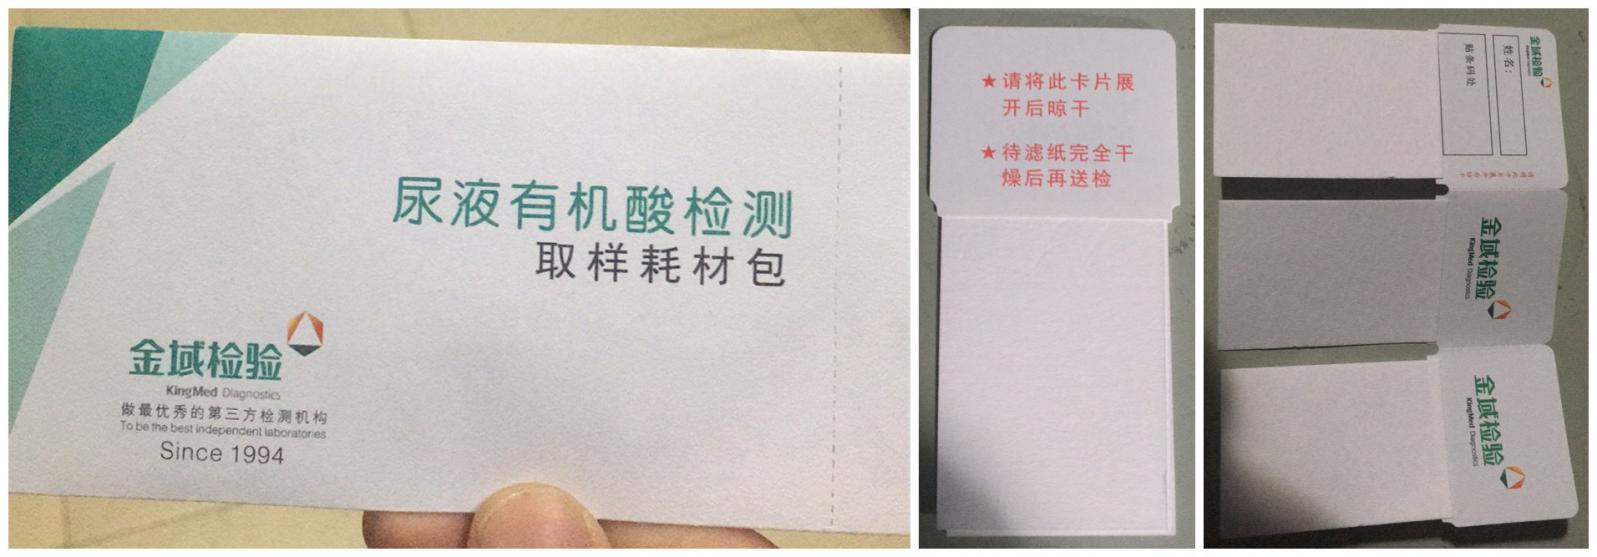 尿液有机酸检测
取样耗材包
金域检验
KingMed Diagnostics
做最优秀的第三方检测机构
To be the best independent laboratories
Since 1994
★请将此卡片展
开后晾干
★待滤纸完全干
燥后再送检
金域检验
姓名:
贴条码处
金域检验
KingMed Diagnostics
金域检验
KingMed Diagnostics